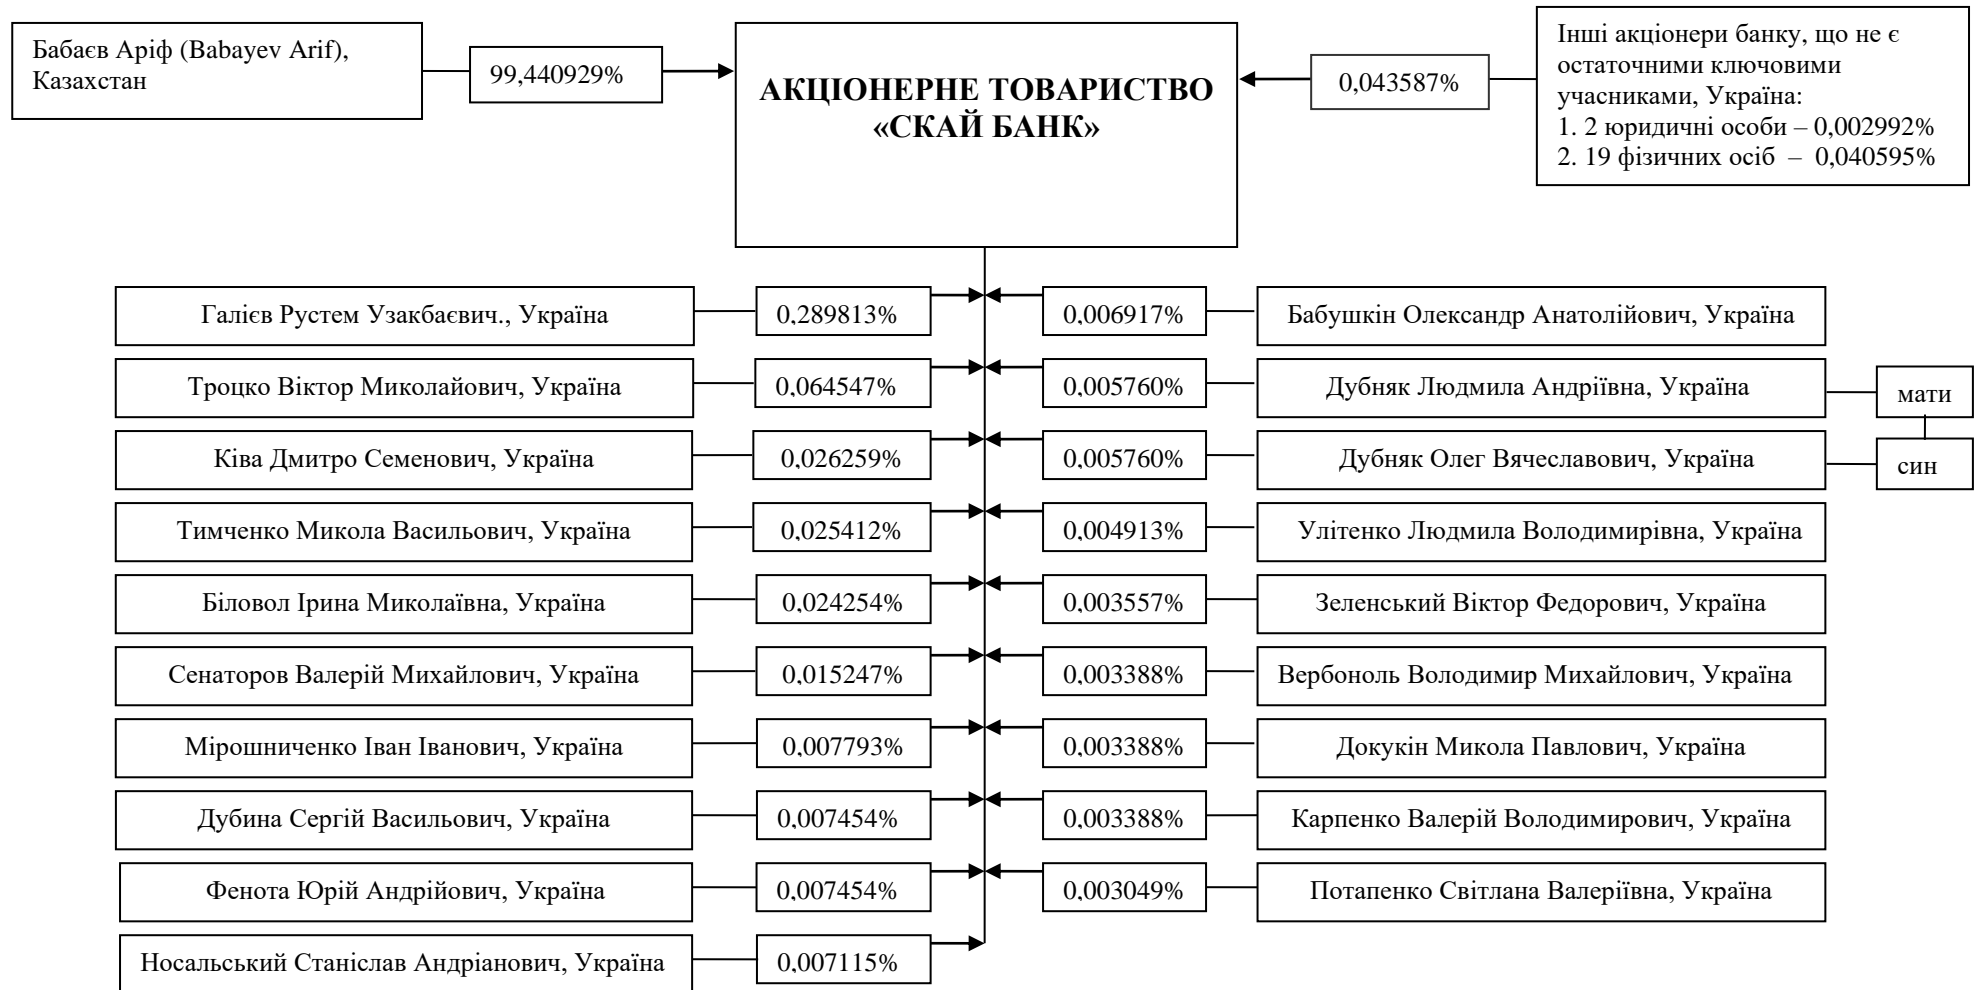 Бабаєв Аріф (Babayev Arif),
Казахстан
99,440929%
АКЦІОНЕРНЕ ТОВАРИСТВО
«СКАЙ БАНК»
0,043587%
Інші акціонери банку, що не є
остаточними ключовими
учасниками, Україна:
1. 2 юридичні особи – 0,002992%
2. 19 фізичних осіб – 0,040595%
Галієв Рустем Узакбаєвич., Україна
0,289813%
0,006917%
Бабушкін Олександр Анатолійович, Україна
Троцко Віктор Миколайович, Україна
0,064547%
0,005760%
Дубняк Людмила Андріївна, Україна
мати
Ківа Дмитро Семенович, Україна
0,026259%
0,005760%
Дубняк Олег Вячеславович, Україна
син
Тимченко Микола Васильович, Україна
0,025412%
0,004913%
Улітенко Людмила Володимирівна, Україна
Біловол Ірина Миколаївна, Україна
0,024254%
0,003557%
Зеленський Віктор Федорович, Україна
Сенаторов Валерій Михайлович, Україна
0,015247%
0,003388%
Вербоноль Володимир Михайлович, Україна
Мірошниченко Іван Іванович, Україна
0,007793%
0,003388%
Докукін Микола Павлович, Україна
Дубина Сергій Васильович, Україна
0,007454%
0,003388%
Карпенко Валерій Володимирович, Україна
Фенота Юрій Андрійович, Україна
0,007454%
0,003049%
Потапенко Світлана Валеріївна, Україна
Носальський Станіслав Андріанович, Україна
0,007115%